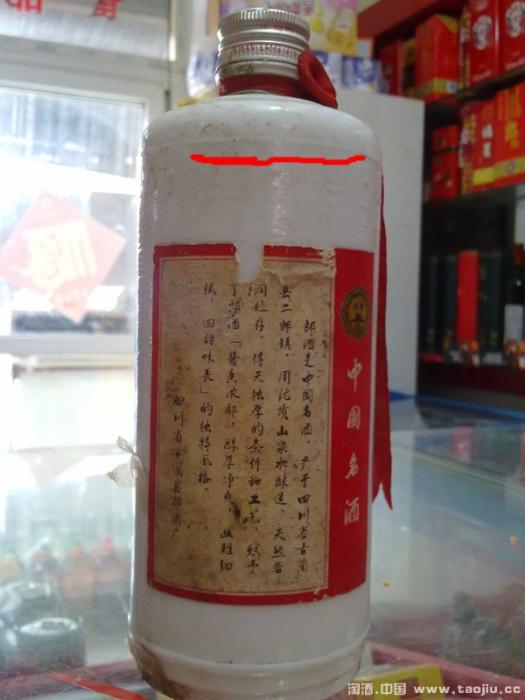 品
中国名酒
郎酒是中国名酒，产于四川省古蔺
县二郎，用山泉水酿造，天然岩
洞贮存，得天独厚的条件和工艺，赋予
了郎酒「酱香浓郁，醇厚净，幽雅细
腻，回甜味长」的独特风格。
四川省古蔺县郎酒厂
淘酒.中国 www.taojiu.cc